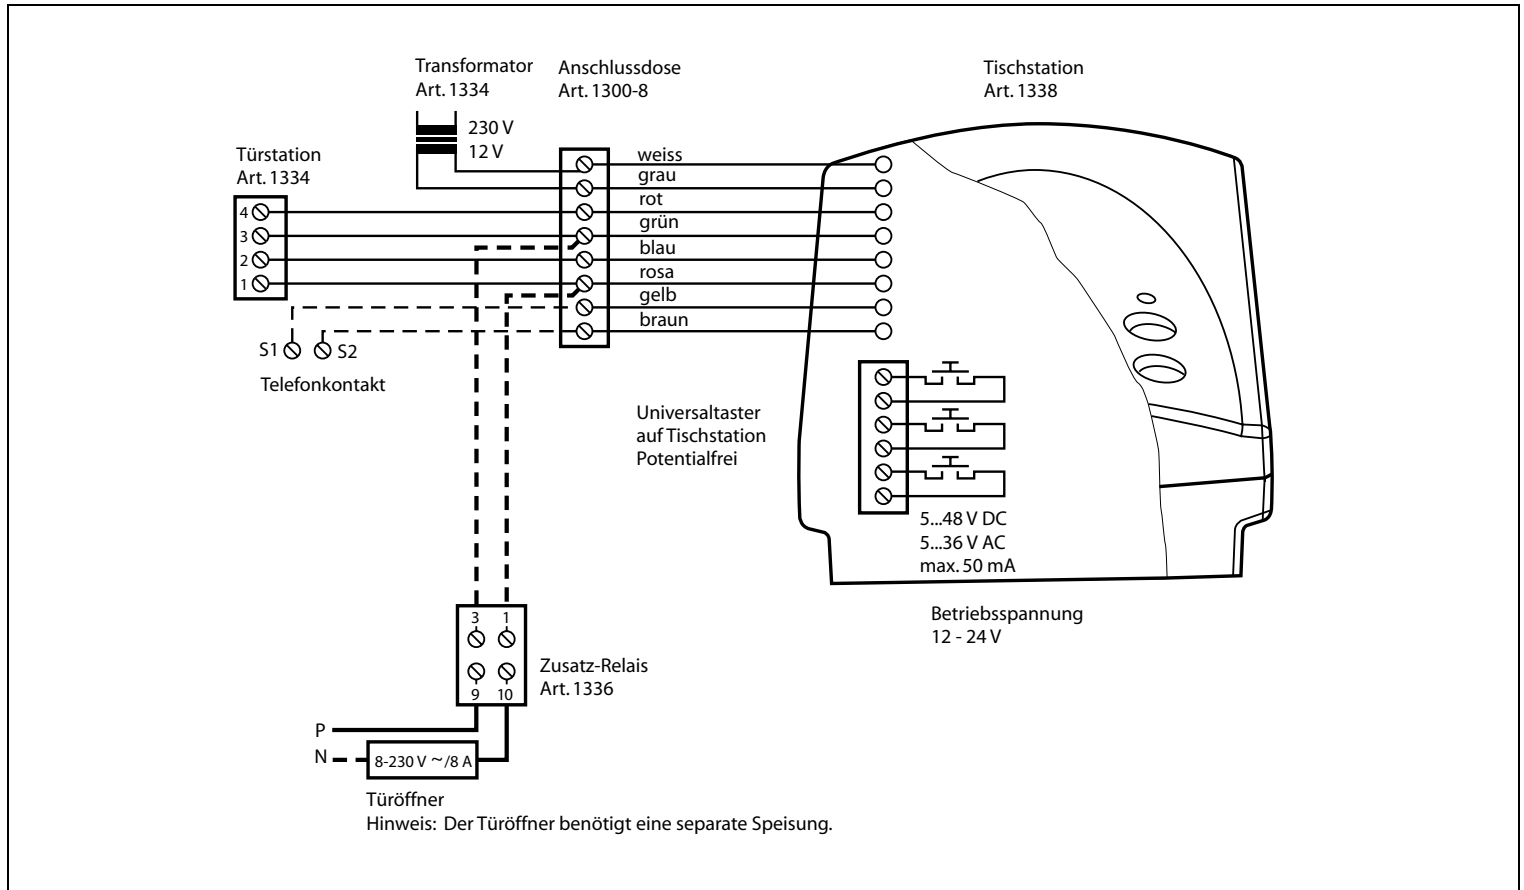 Transformator
Art. 1334
Anschlussdose
Art. 1300-8
Tischstation
Art. 1338
230 V
12 V
Türstation
Art. 1334
4
3
2
1
weiss
grau
rot
grün
blau
rosa
gelb
braun
S1
S2
Telefonkontakt
Universaltaster
auf Tischstation
Potentialfrei
5...48 V DC
5...36 V AC
max. 50 mA
Betriebsspannung
12 - 24 V
3 1
9 10
Zusatz-Relais
Art. 1336
P
N
8-230 V ~/8 A
Türöffner
Hinweis: Der Türöffner benötigt eine separate Speisung.